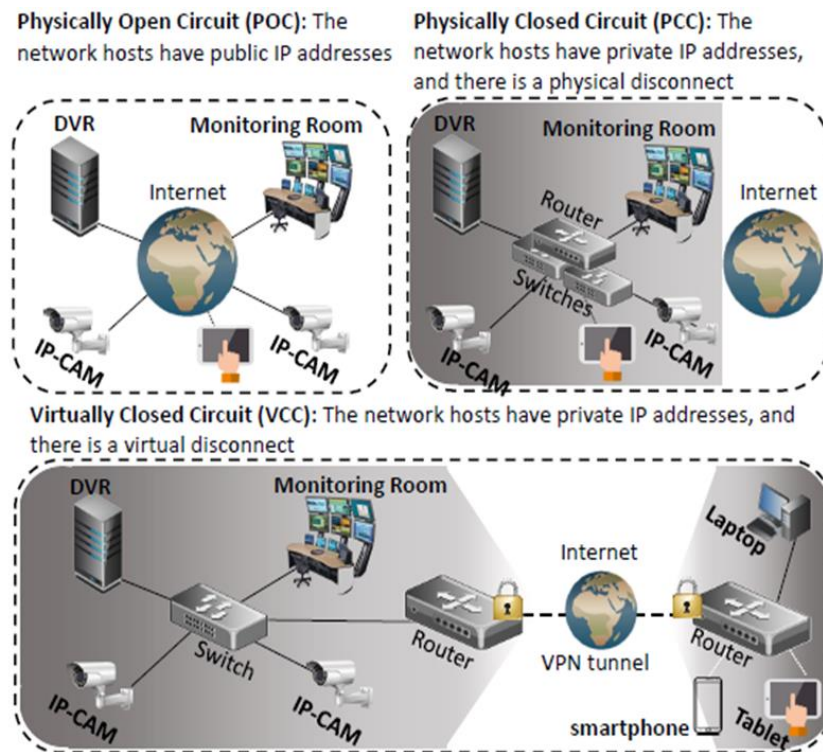 Physically Open Circuit (POC): The
network hosts have public IP addresses
DVR
Monitoring Room
Internet
IP-CAM
IP-CAM
Physically Closed Circuit (PCC): The
network hosts have private IP addresses,
and there is a physical disconnect
DVR
Monitoring Room
Internet
Router
Switches
IP-CAM
IP-CAM
Virtually Closed Circuit (VCC): The network hosts have private IP addresses, and
there is a virtual disconnect
DVR
Monitoring Room
Laptop
Internet
Switch
Router
VPN tunnel
Router
IP-CAM
IP-CAM
smartphone
Tablet